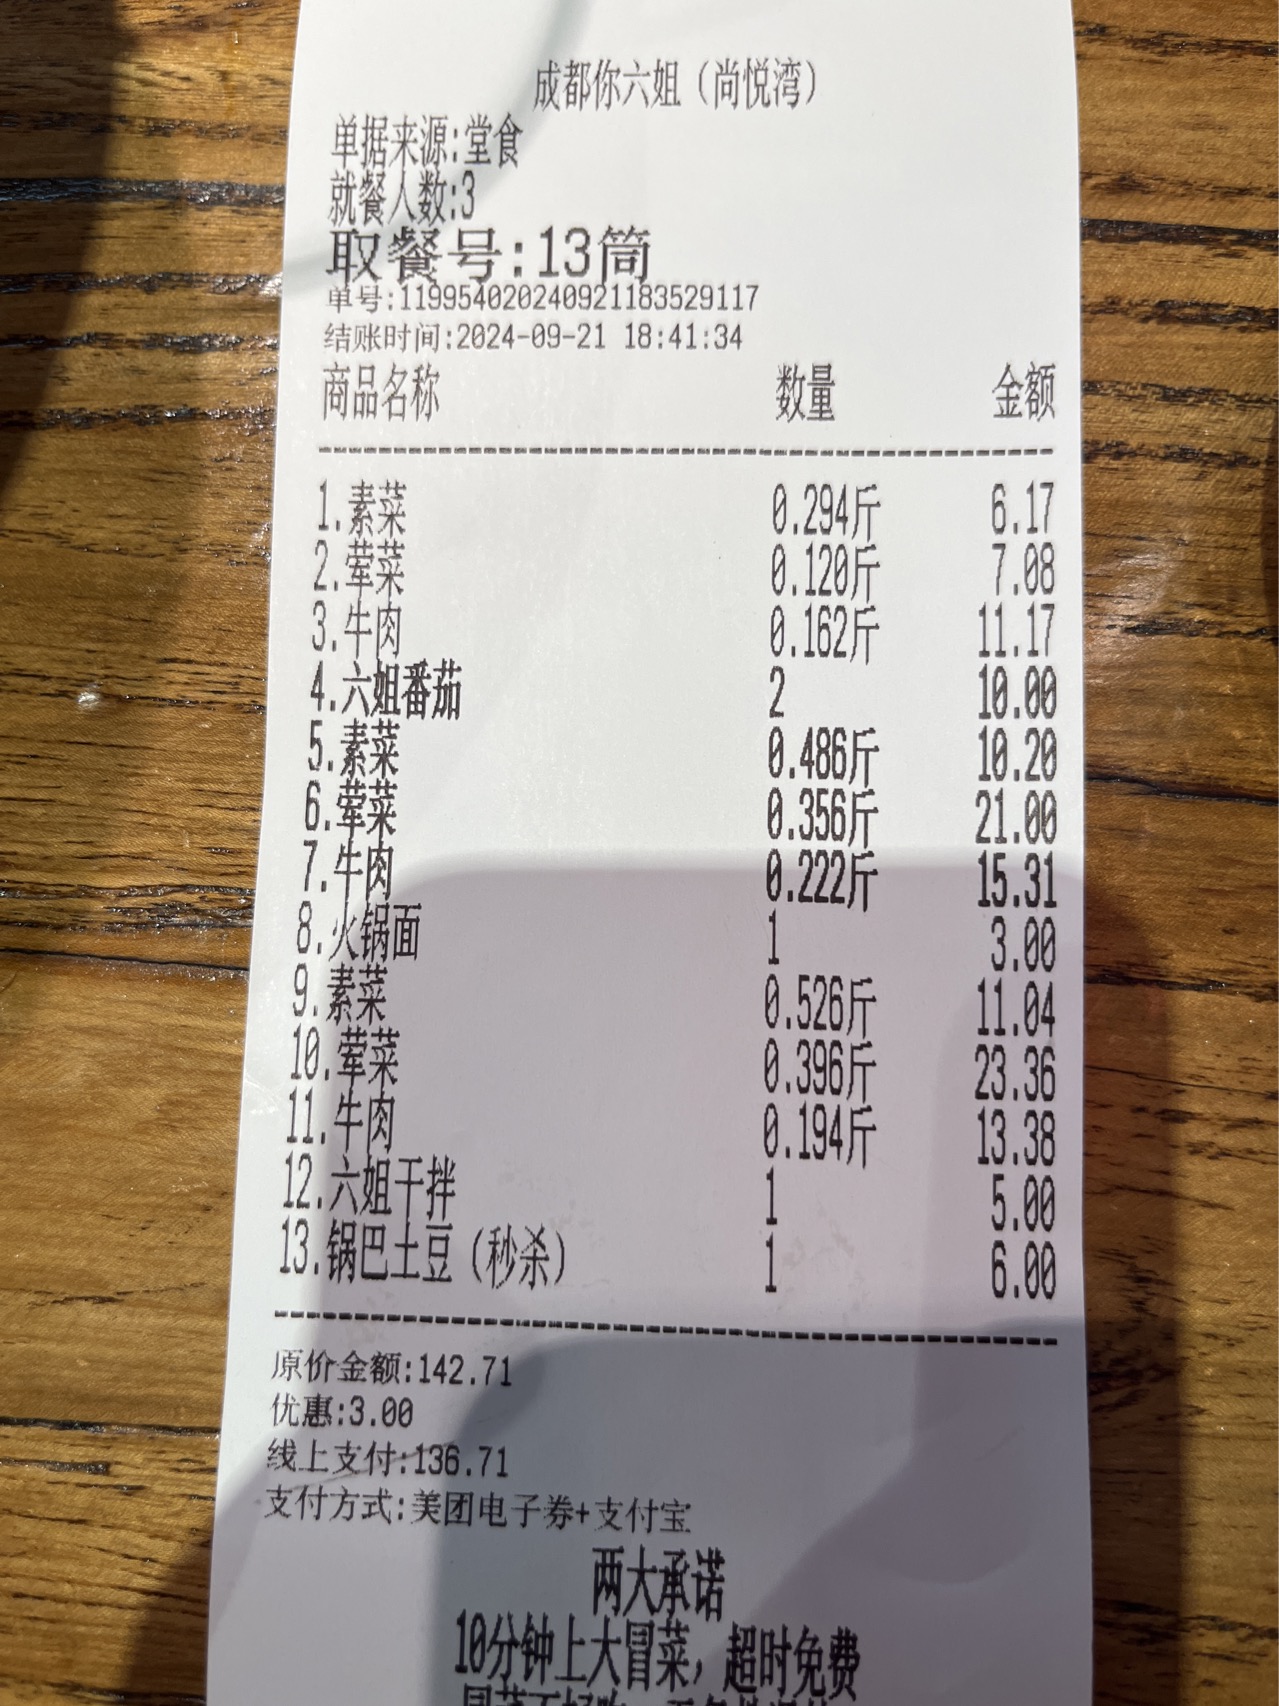 成都你六姐（尚悦湾）
单据来源:堂食
就餐人数:3
取餐号:13筒
单号:119954020240921183529117
结账时间:2024-09-21 18:41:34
商品名称 数量 金额
1.素菜 0.294斤 6.17
2.荤菜 0.120斤 7.08
3.牛肉 0.162斤 11.17
4.六姐番茄 2 10.00
5.素菜 0.486斤 10.20
6.荤菜 0.356斤 21.00
7.牛肉 0.222斤 15.31
8.火锅面 1 3.00
9.素菜 0.526斤 11.04
10.荤菜 0.396斤 23.36
11.牛肉 0.194斤 13.38
12.六姐干拌 1 5.00
13.锅巴土豆（秒杀） 1 6.00
原价金额:142.71
优惠:3.00
线上支付:136.71
支付方式:美团电子券+支付宝
两大承诺
10分钟上大冒菜，超时免费